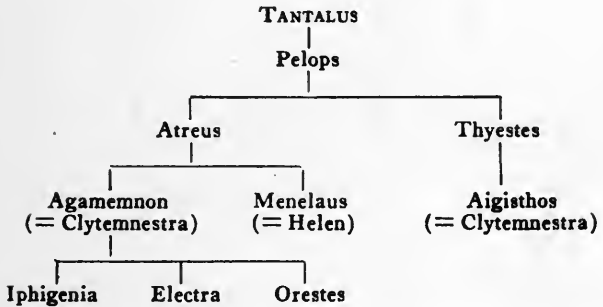 TANTALUS
Pelops
Atreus Thyestes
Agamemnon Menelaus Aigisthos
(= Clytemnestra) (= Helen) (= Clytemnestra)
Iphigenia Electra Orestes